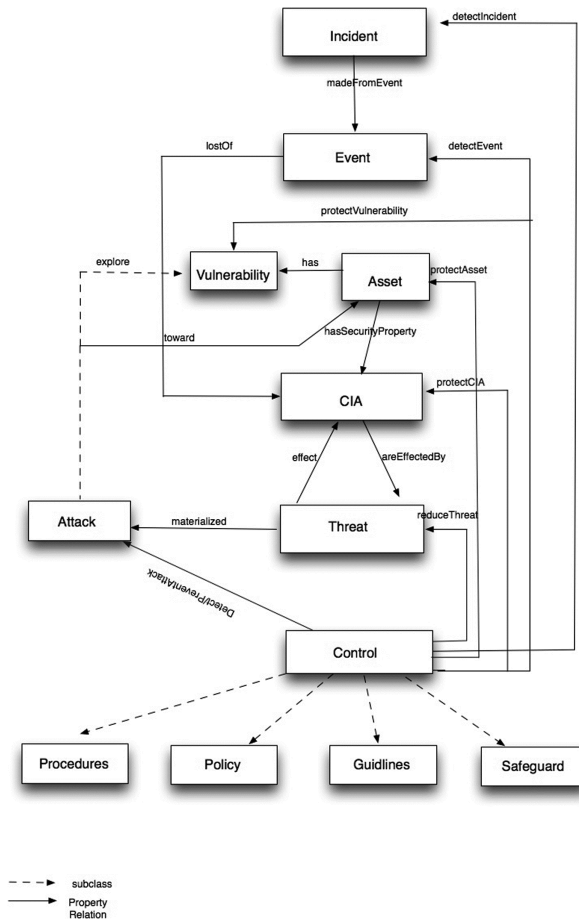 detectIncident
Incident
madeFromEvent
lostOf
detectEvent
Event
protectVulnerability
explore
has
Vulnerability
Asset
protectAsset
toward
hasSecurityProperty
protectCIA
CIA
effect
areEffectedBy
Attack
materialized
Threat
reduceThreat
Detect/PreventAttack
Control
Procedures
Policy
Guidlines
Safeguard
subclass
Property
Relation